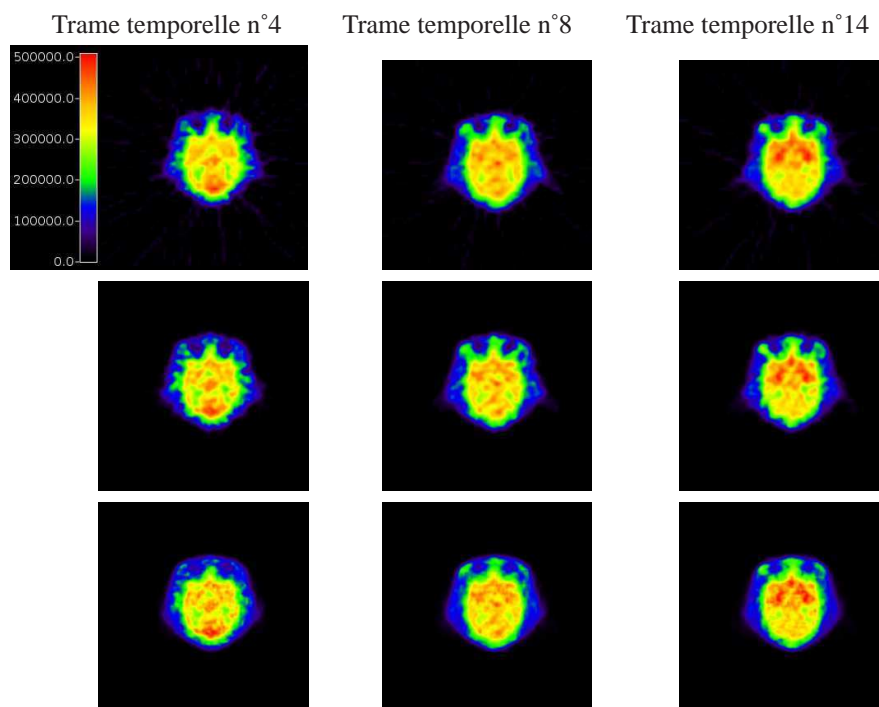 Trame temporelle n°4
Trame temporelle n°8
Trame temporelle n°14
500000.0
400000.0
300000.0
200000.0
100000.0
0.0